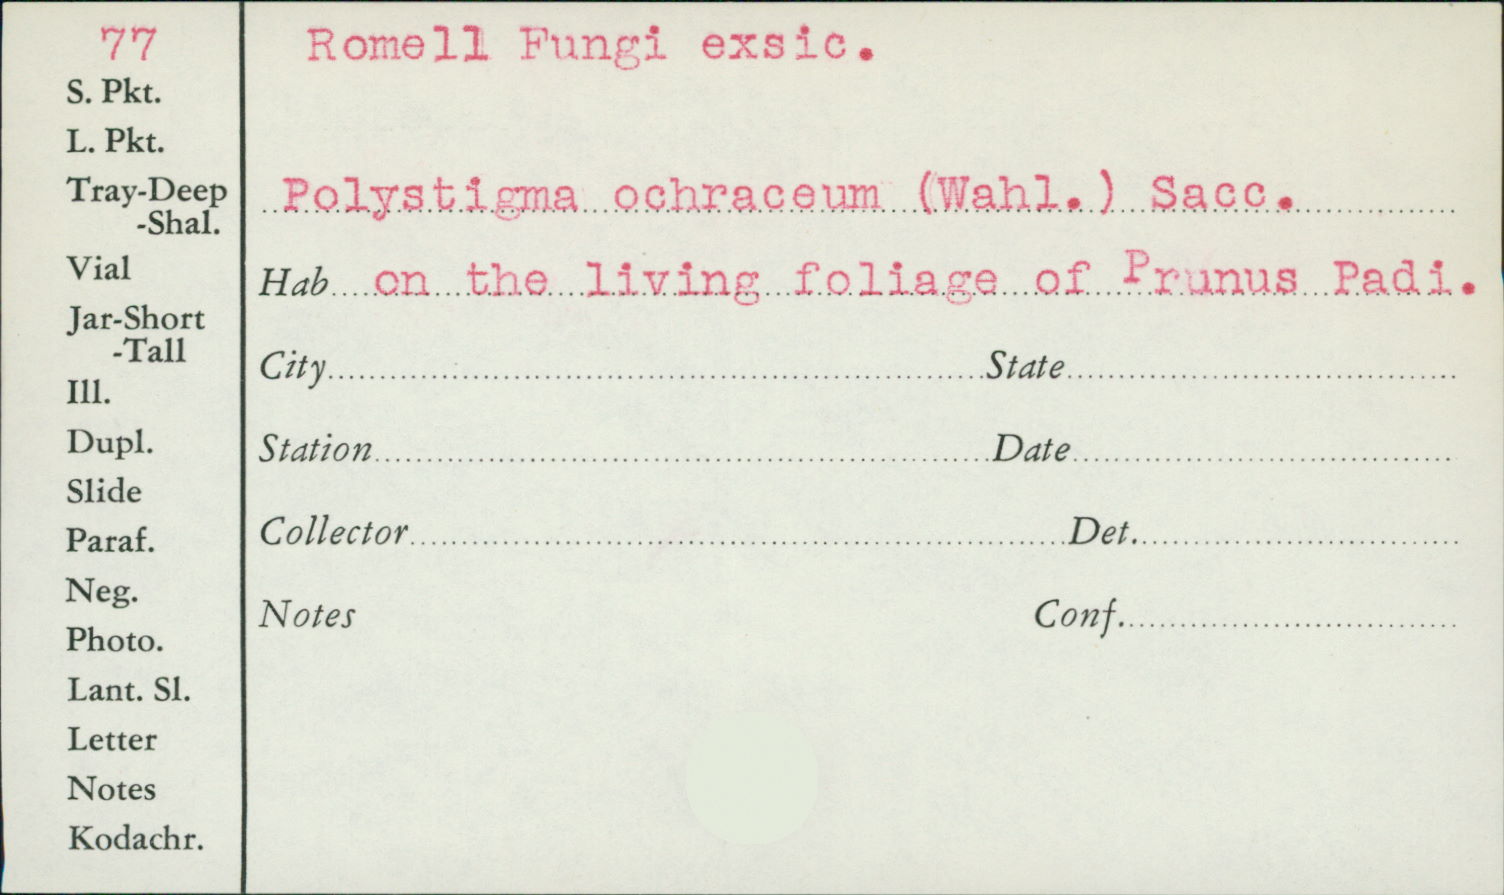 77
S. Pkt.
L. Pkt.
Tray-Deep
-Shal.
Vial
Jar-Short
-Tall
Ill.
Dupl.
Slide
Paraf.
Neg.
Photo.
Lant. Sl.
Letter
Notes
Kodachr.
Romell Fungi exsic.
Polystigma ochraceum (Wahl.) Sacc.
Hab on the living foliage of Prunus Padi.
City State
Station Date
Collector Det.
Notes Conf.